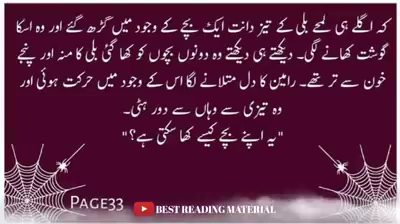 کہ اگلے ہی لمحے بلی کے تیز دانت ایک بچے کے وجود میں گڑھ گئے اور وہ اسکا
گوشت کھانے لگی۔ دیکھتے ہی دیکھتے وہ دونوں بچوں کو کھا گئی بلی کا منہ اور پنجے
خون سے تر تھے۔ رامین کا دل متلانے لگا اس کے وجود میں حرکت ہوئی اور
وہ تیزی سے وہاں سے دور ہٹی۔
"یہ اپنے بچے کیسے کھا سکتی ہے؟"
PAGE33
BEST READING MATERIAL